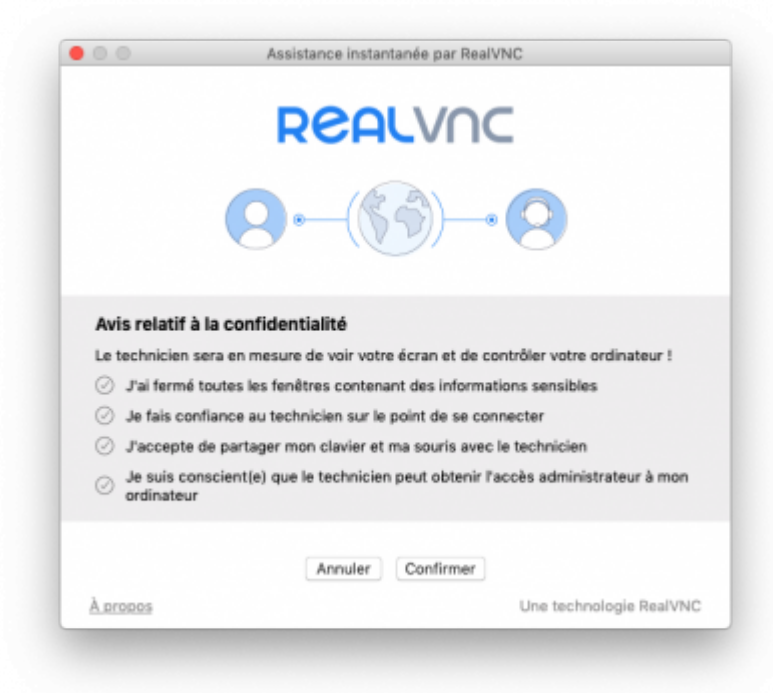 Assistance instantanée par RealVNC
REALVNC
Avis relatif à la confidentialité
Le technicien sera en mesure de voir votre écran et de contrôler votre ordinateur !
J'ai fermé toutes les fenêtres contenant des informations sensibles
Je fais confiance au technicien sur le point de se connecter
J'accepte de partager mon clavier et ma souris avec le technicien
Je suis conscient(e) que le technicien peut obtenir l'accès administrateur à mon
ordinateur
Annuler Confirmer
À propos Une technologie RealVNC